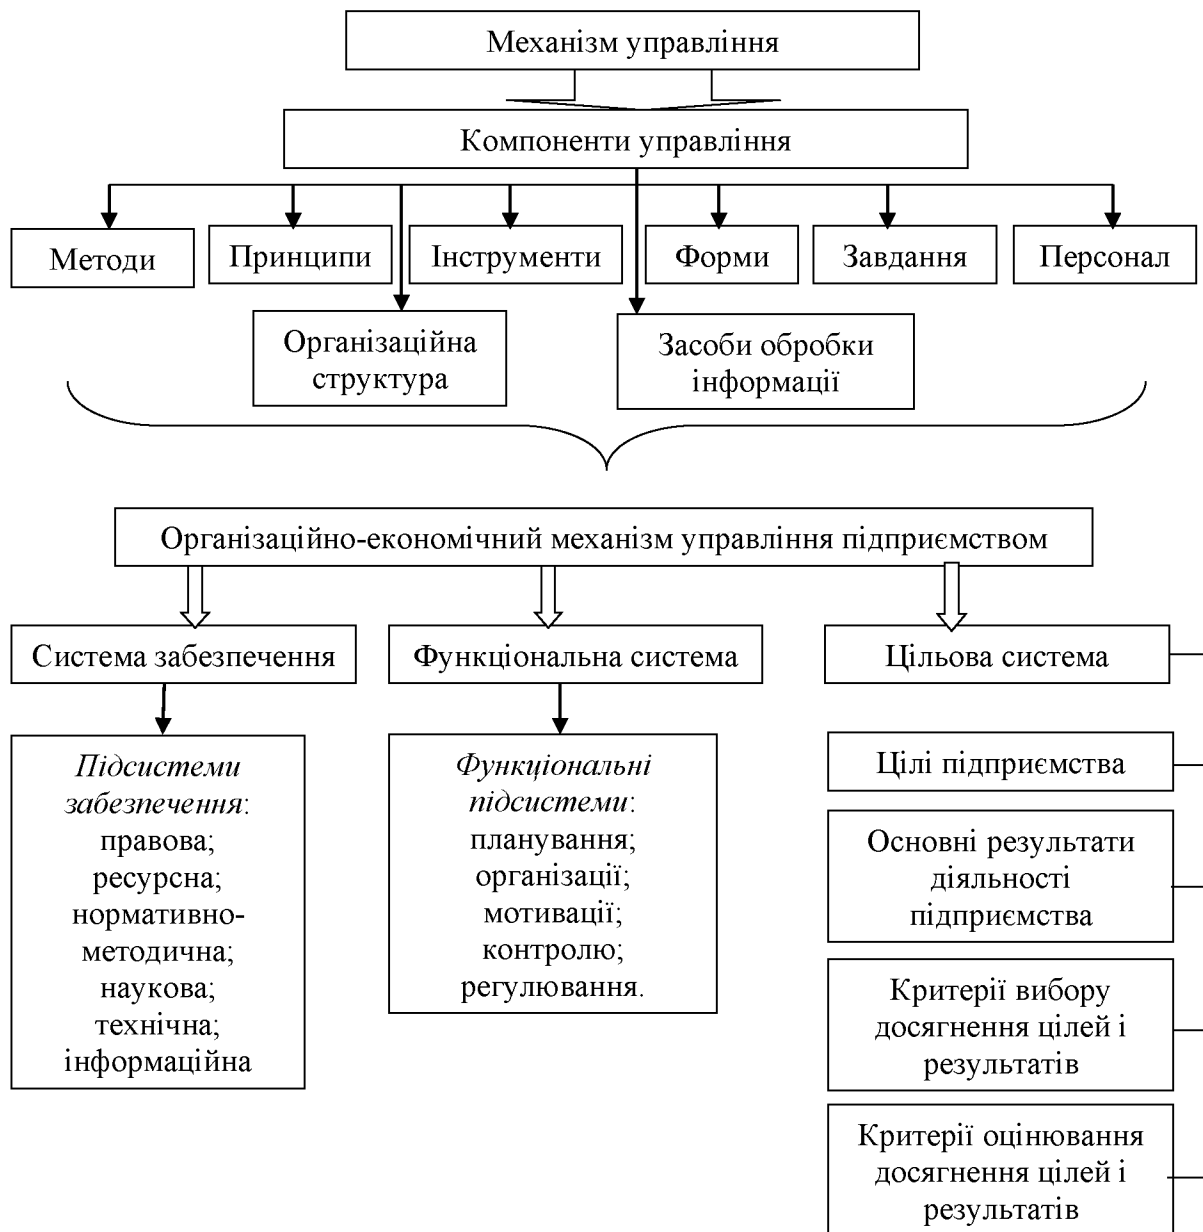 Механізм управління
Компоненти управління
Методи
Принципи
Інструменти
Форми
Завдання
Персонал
Організаційна
структура
Засоби обробки
інформації
Організаційно-економічний механізм управління підприємством
Система забезпечення
Функціональна система
Цільова система
Підсистеми
забезпечення:
правова;
ресурсна;
нормативно-
методична;
наукова;
технічна;
інформаційна
Функціональні
підсистеми:
планування;
організації;
мотивації;
контролю;
регулювання.
Цілі підприємства
Основні результати
діяльності
підприємства
Критерії вибору
досягнення цілей і
результатів
Критерії оцінювання
досягнення цілей і
результатів